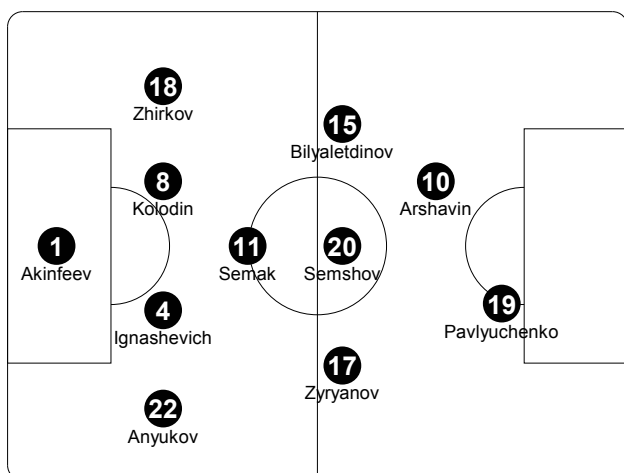 18
Zhirkov
15
Bilyaletdinov
8
Kolodin
10
Arshavin
1
Akinfeev
11
Semak
20
Semshov
4
Ignashevich
19
Pavlyuchenko
17
Zyryanov
22
Anyukov